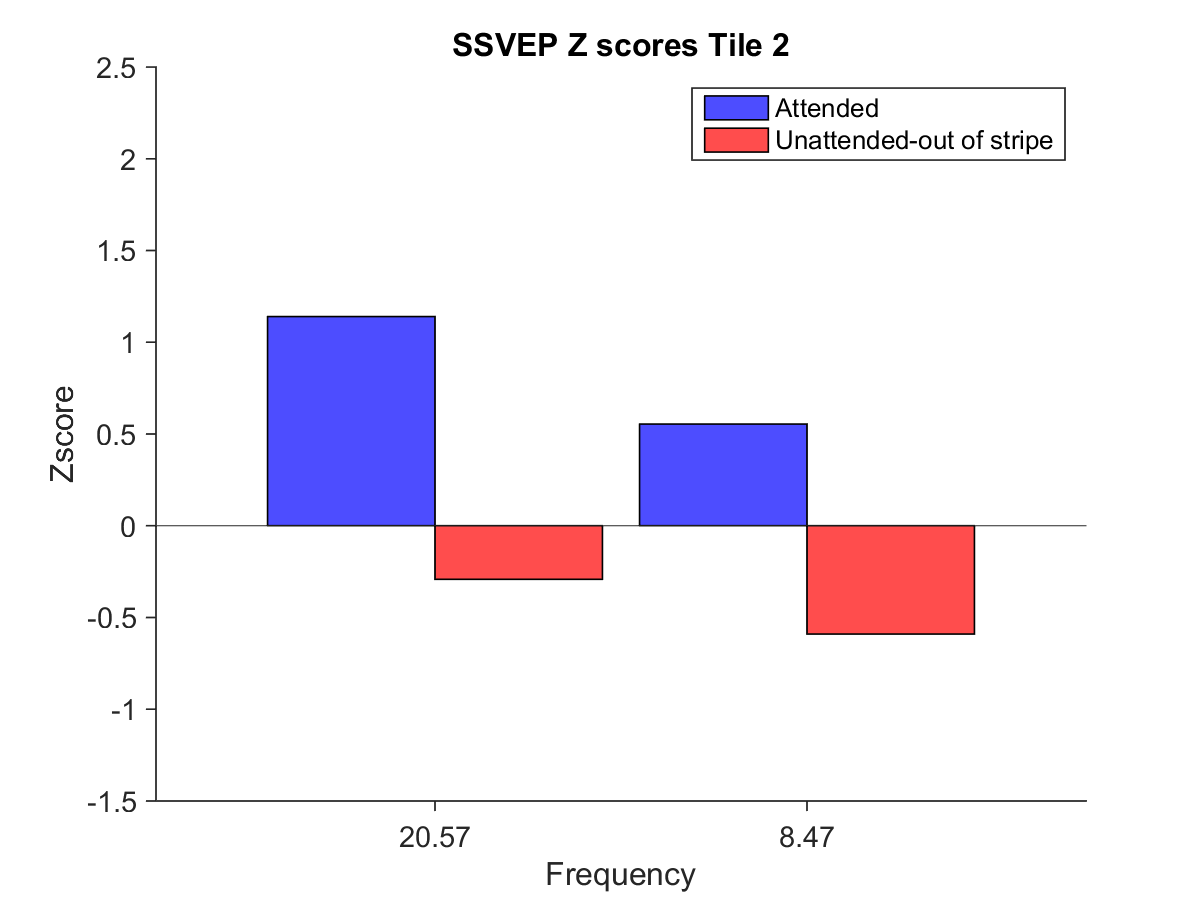 SSVEP Z scores Tile 2
Attended
Unattended-out of stripe
2.5
2
1.5
1
0.5
0
-0.5
-1
-1.5
Zscore
20.57 8.47
Frequency